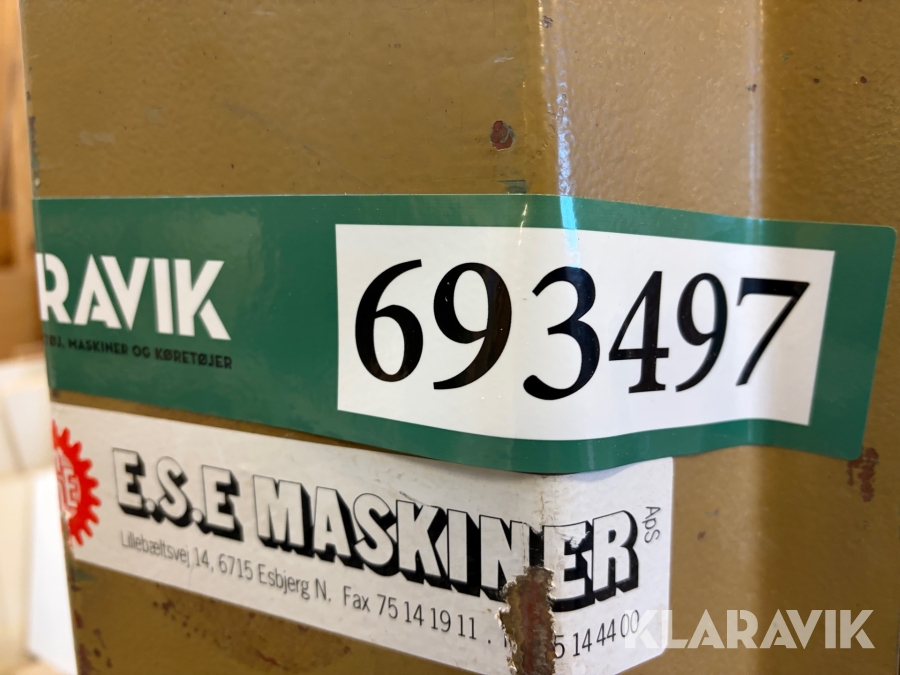 RAVIK
TØJ, MASKINER OG KØRETØJER
693497
E.S.E MASKINER ApS
Lillebæltsvej 14, 6715 Esbjerg N. Fax 75 14 19 11 . 5 14 44 00
KLARAVIK